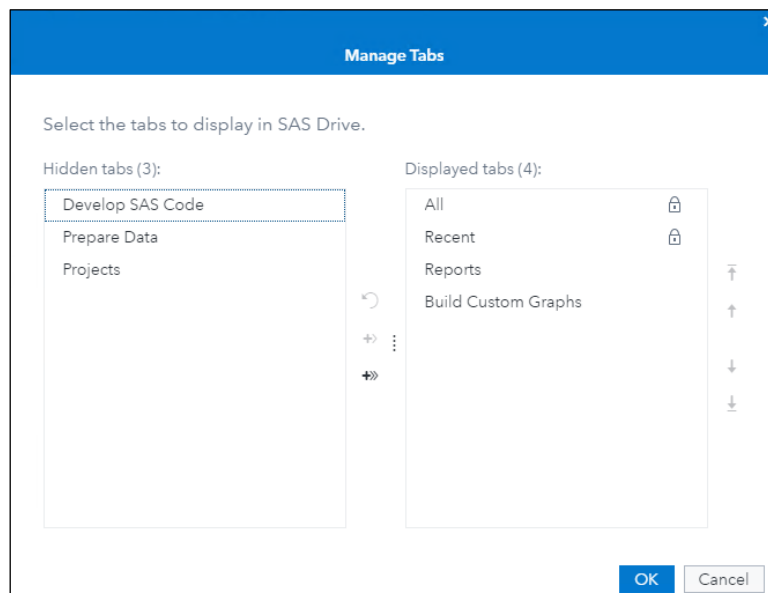 Manage Tabs
Select the tabs to display in SAS Drive.
Hidden tabs (3):
Develop SAS Code
Prepare Data
Projects
Displayed tabs (4):
All
Recent
Reports
Build Custom Graphs
OK
Cancel